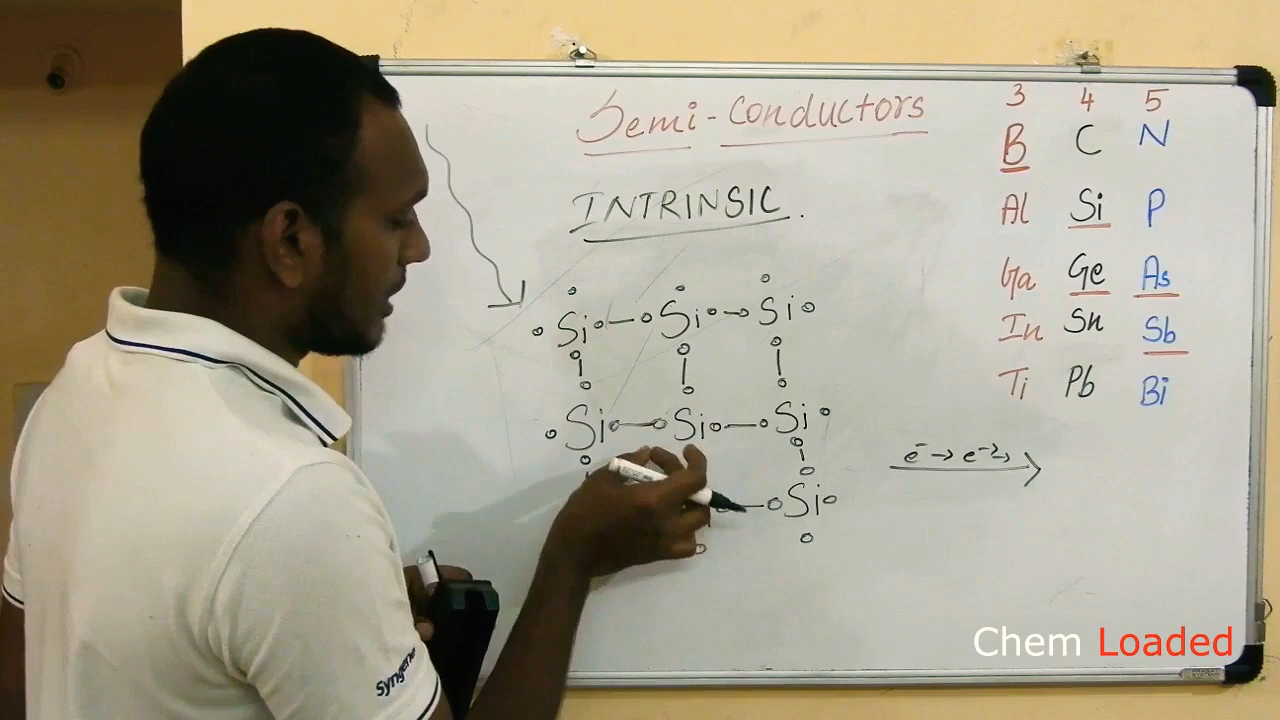 Semi-conductors
INTRINSIC.
3 4 5
B C N
Al Si P
Ga Ge As
In Sn Sb
Ti Pb Bi
Si Si Si
Si Si Si
Si
e⁻ → e⁻ →
Syngene
Chem Loaded